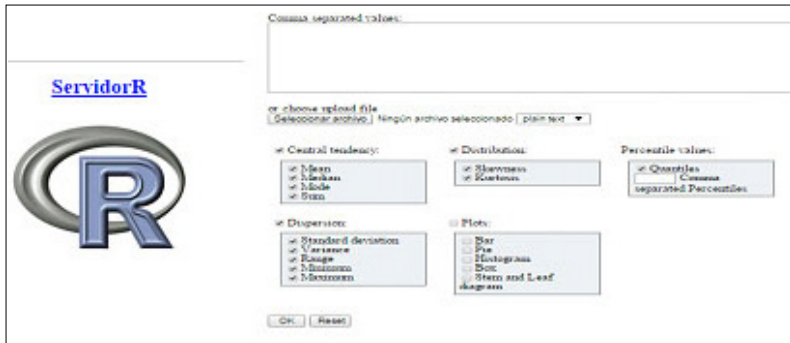 ServidorR
R
Comma separated values:
or choose upload file
Seleccionar archivo Ningún archivo seleccionado plain text
Central tendency:
Mean
Median
Mode
Sum
Distribution:
Skewness
Kurtosis
Percentile values:
Quantiles
Comma
separated Percentiles
Dispersion:
Standard deviation
Variance
Range
Minimum
Maximum
Plots:
Bar
Pie
Histogram
Box
Stem and Leaf
diagram
OK Reset